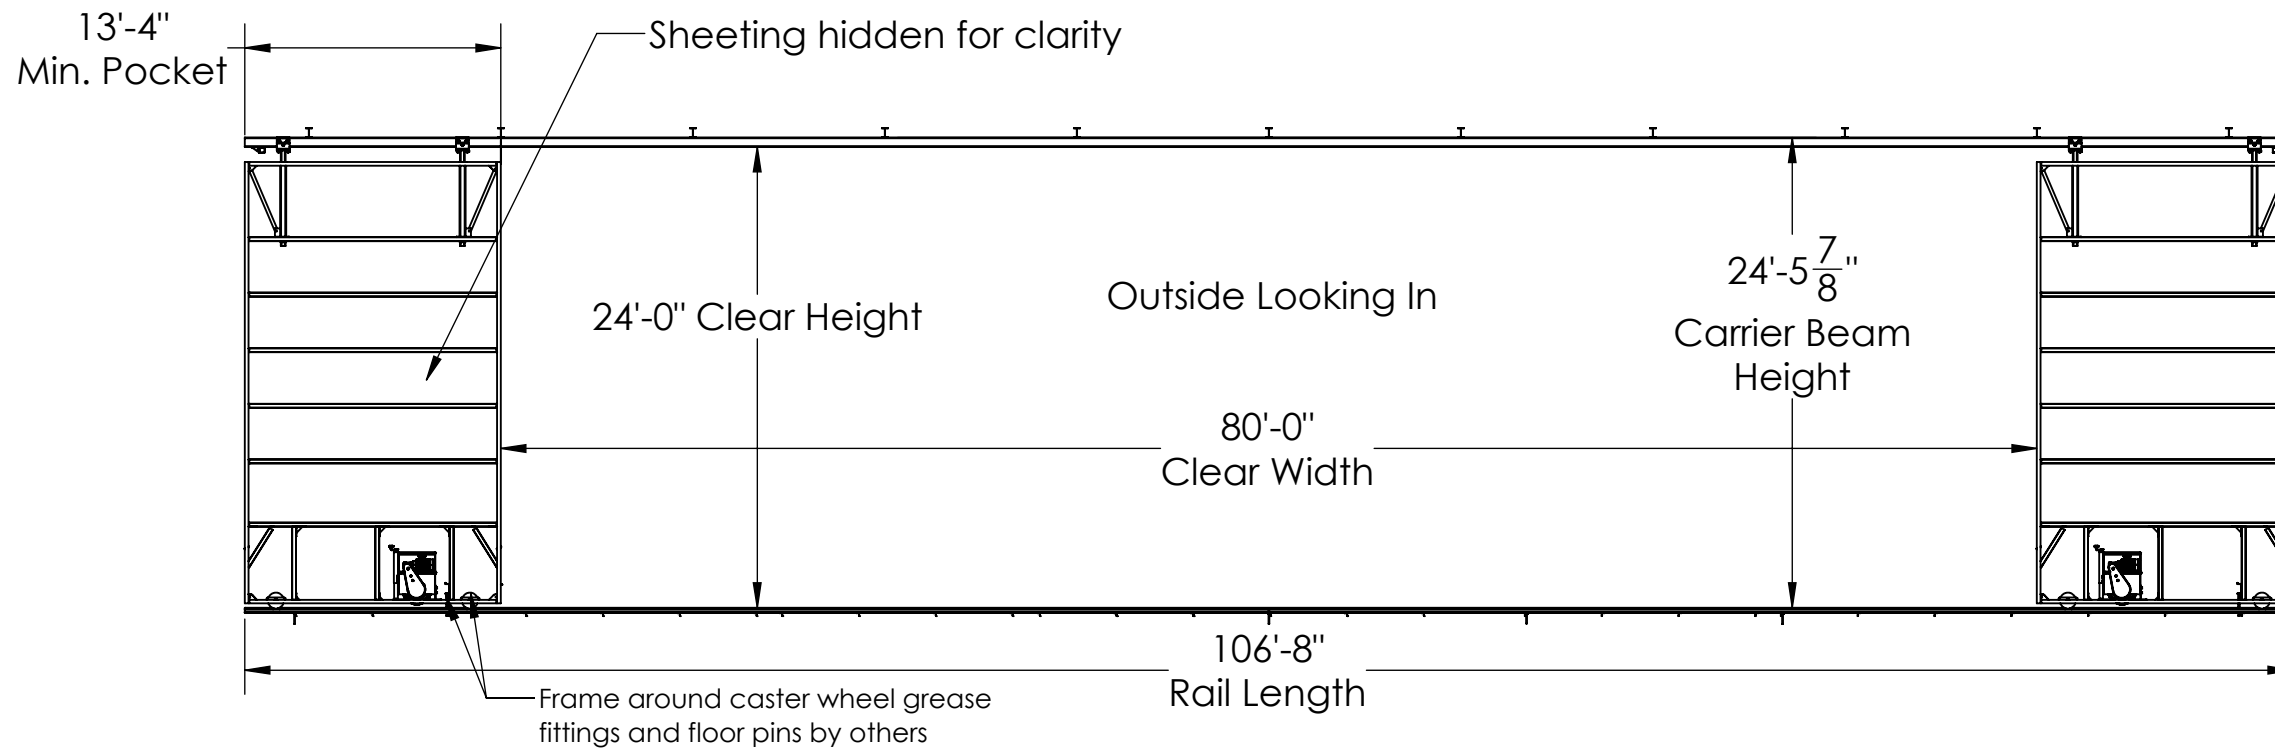 13'-4"
Min. Pocket
Sheeting hidden for clarity
24'-0" Clear Height
Outside Looking In
24'-5 7/8"
Carrier Beam
Height
80'-0"
Clear Width
106'-8"
Rail Length
Frame around caster wheel grease
fittings and floor pins by others